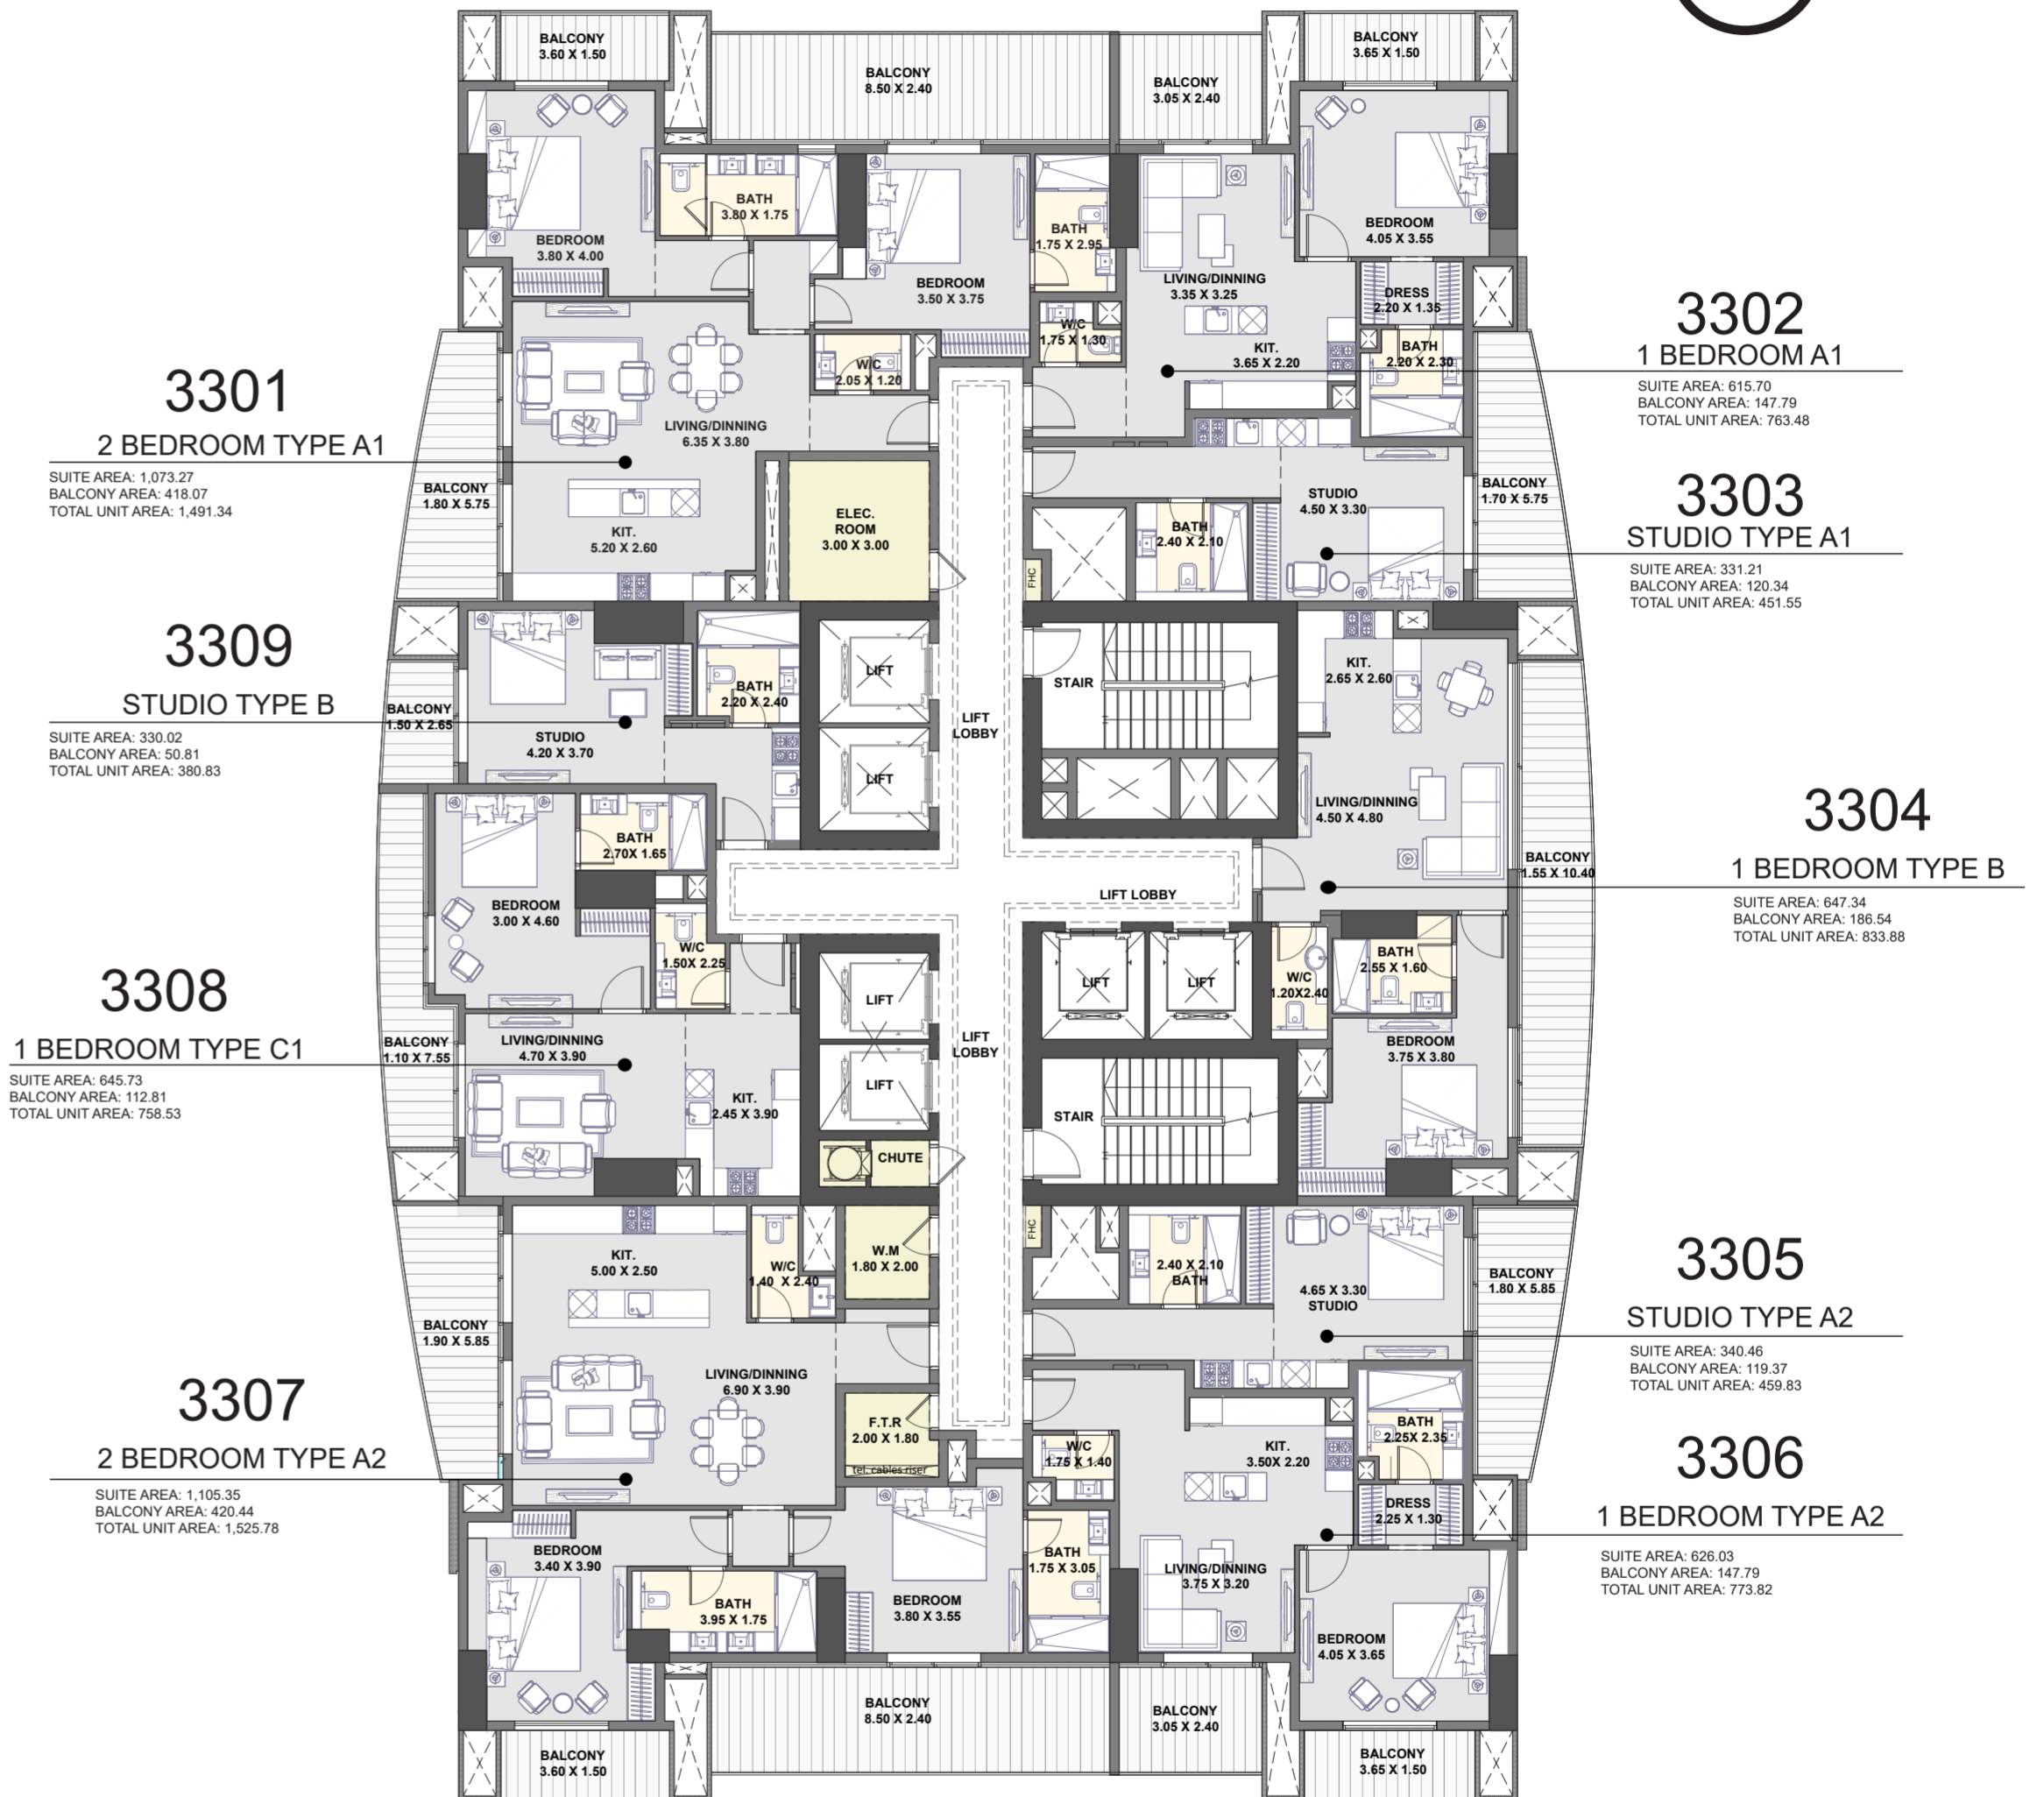 BALCONY
3.60 X 1.50
BALCONY
8.50 X 2.40
BALCONY
3.05 X 2.40
BALCONY
3.65 X 1.50
BATH
3.80 X 1.75
BEDROOM
3.80 X 4.00
BEDROOM
3.50 X 3.75
BATH
1.75 X 2.95
LIVING/DINNING
3.35 X 3.25
BEDROOM
4.05 X 3.55
DRESS
2.20 X 1.35
W/C
1.75 X 1.30
KIT.
3.65 X 2.20
BATH
2.20 X 2.30
W/C
2.05 X 1.20
3302
1 BEDROOM A1
SUITE AREA: 615.70
BALCONY AREA: 147.79
TOTAL UNIT AREA: 763.48
3301
2 BEDROOM TYPE A1
SUITE AREA: 1,073.27
BALCONY AREA: 418.07
TOTAL UNIT AREA: 1,491.34
LIVING/DINNING
6.35 X 3.80
BALCONY
1.80 X 5.75
KIT.
5.20 X 2.60
ELEC.
ROOM
3.00 X 3.00
FHC
BATH
2.40 X 2.10
STUDIO
4.50 X 3.30
BALCONY
1.70 X 5.75
3303
STUDIO TYPE A1
SUITE AREA: 331.21
BALCONY AREA: 120.34
TOTAL UNIT AREA: 451.55
3309
STUDIO TYPE B
SUITE AREA: 330.02
BALCONY AREA: 50.81
TOTAL UNIT AREA: 380.83
BALCONY
1.50 X 2.65
STUDIO
4.20 X 3.70
BATH
2.20 X 2.40
LIFT
LIFT
LIFT
LOBBY
STAIR
KIT.
2.65 X 2.60
LIVING/DINNING
4.50 X 4.80
BALCONY
1.55 X 10.40
3304
1 BEDROOM TYPE B
SUITE AREA: 647.34
BALCONY AREA: 186.54
TOTAL UNIT AREA: 833.88
BATH
2.70X 1.65
BEDROOM
3.00 X 4.60
W/C
1.50X 2.25
LIFT LOBBY
LIFT
LIFT
W/C
1.20X2.40
BATH
2.55 X 1.60
BEDROOM
3.75 X 3.80
3308
1 BEDROOM TYPE C1
SUITE AREA: 645.73
BALCONY AREA: 112.81
TOTAL UNIT AREA: 758.53
BALCONY
1.10 X 7.55
LIVING/DINNING
4.70 X 3.90
KIT.
2.45 X 3.90
LIFT
LIFT
LIFT
LOBBY
STAIR
CHUTE
FHC
KIT.
5.00 X 2.50
W/C
1.40 X 2.40
W.M
1.80 X 2.00
2.40 X 2.10
BATH
4.65 X 3.30
STUDIO
BALCONY
1.80 X 5.85
3305
STUDIO TYPE A2
SUITE AREA: 340.46
BALCONY AREA: 119.37
TOTAL UNIT AREA: 459.83
BALCONY
1.90 X 5.85
LIVING/DINNING
6.90 X 3.90
F.T.R
2.00 X 1.80
tel. cables riser
3307
2 BEDROOM TYPE A2
SUITE AREA: 1,105.35
BALCONY AREA: 420.44
TOTAL UNIT AREA: 1,525.78
W/C
1.75 X 1.40
KIT.
3.50X 2.20
BATH
2.25X 2.35
DRESS
2.25 X 1.30
3306
1 BEDROOM TYPE A2
SUITE AREA: 626.03
BALCONY AREA: 147.79
TOTAL UNIT AREA: 773.82
BEDROOM
3.40 X 3.90
BATH
3.95 X 1.75
BEDROOM
3.80 X 3.55
BATH
1.75 X 3.05
LIVING/DINNING
3.75 X 3.20
BEDROOM
4.05 X 3.65
BALCONY
3.60 X 1.50
BALCONY
8.50 X 2.40
BALCONY
3.05 X 2.40
BALCONY
3.65 X 1.50